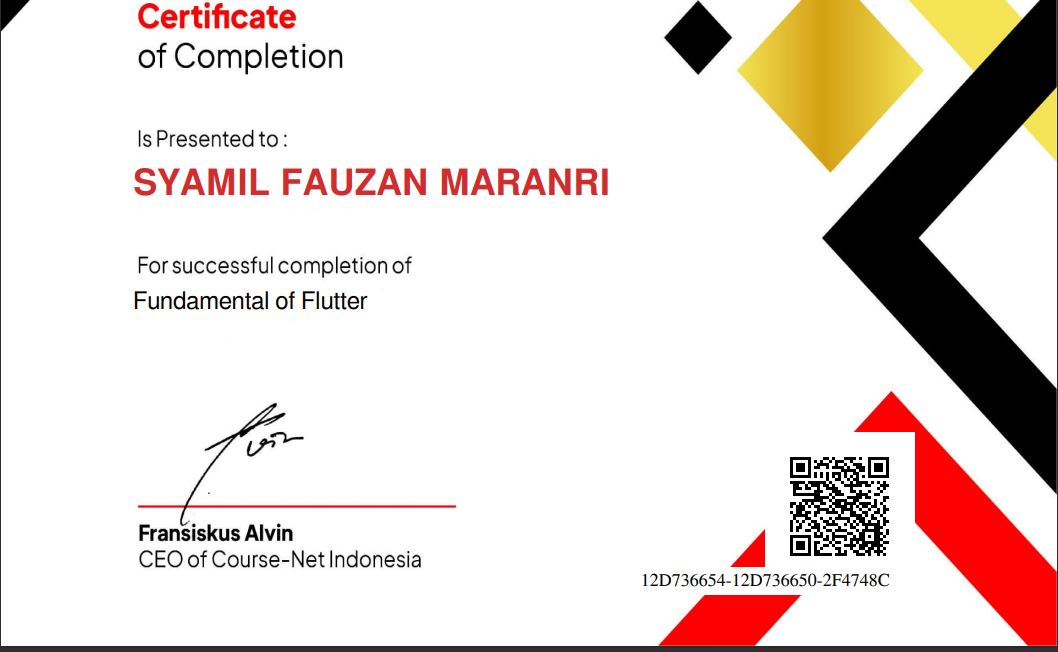 Certificate
of Completion
Is Presented to :
SYAMIL FAUZAN MARANRI
For successful completion of
Fundamental of Flutter
Fransiskus Alvin
CEO of Course-Net Indonesia
12D736654-12D736650-2F4748C